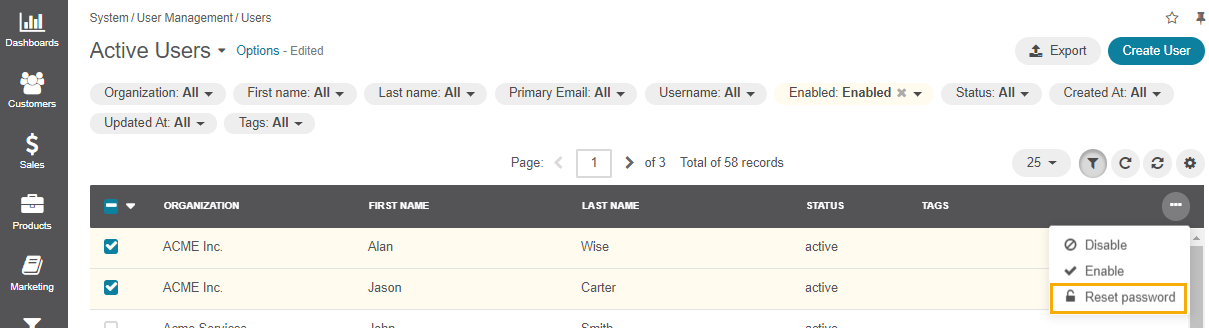 System / User Management / Users
Active Users Options - Edited
Export Create User
Organization: All First name: All Last name: All Primary Email: All Username: All Enabled: Enabled Status: All Created At: All
Updated At: All Tags: All
Page: 1 of 3 Total of 58 records 25
ORGANIZATION FIRST NAME LAST NAME STATUS TAGS
ACME Inc. Alan Wise active
ACME Inc. Jason Carter active
Acme Services John Smith active
Disable
Enable
Reset password
Dashboards
Customers
Sales
Products
Marketing